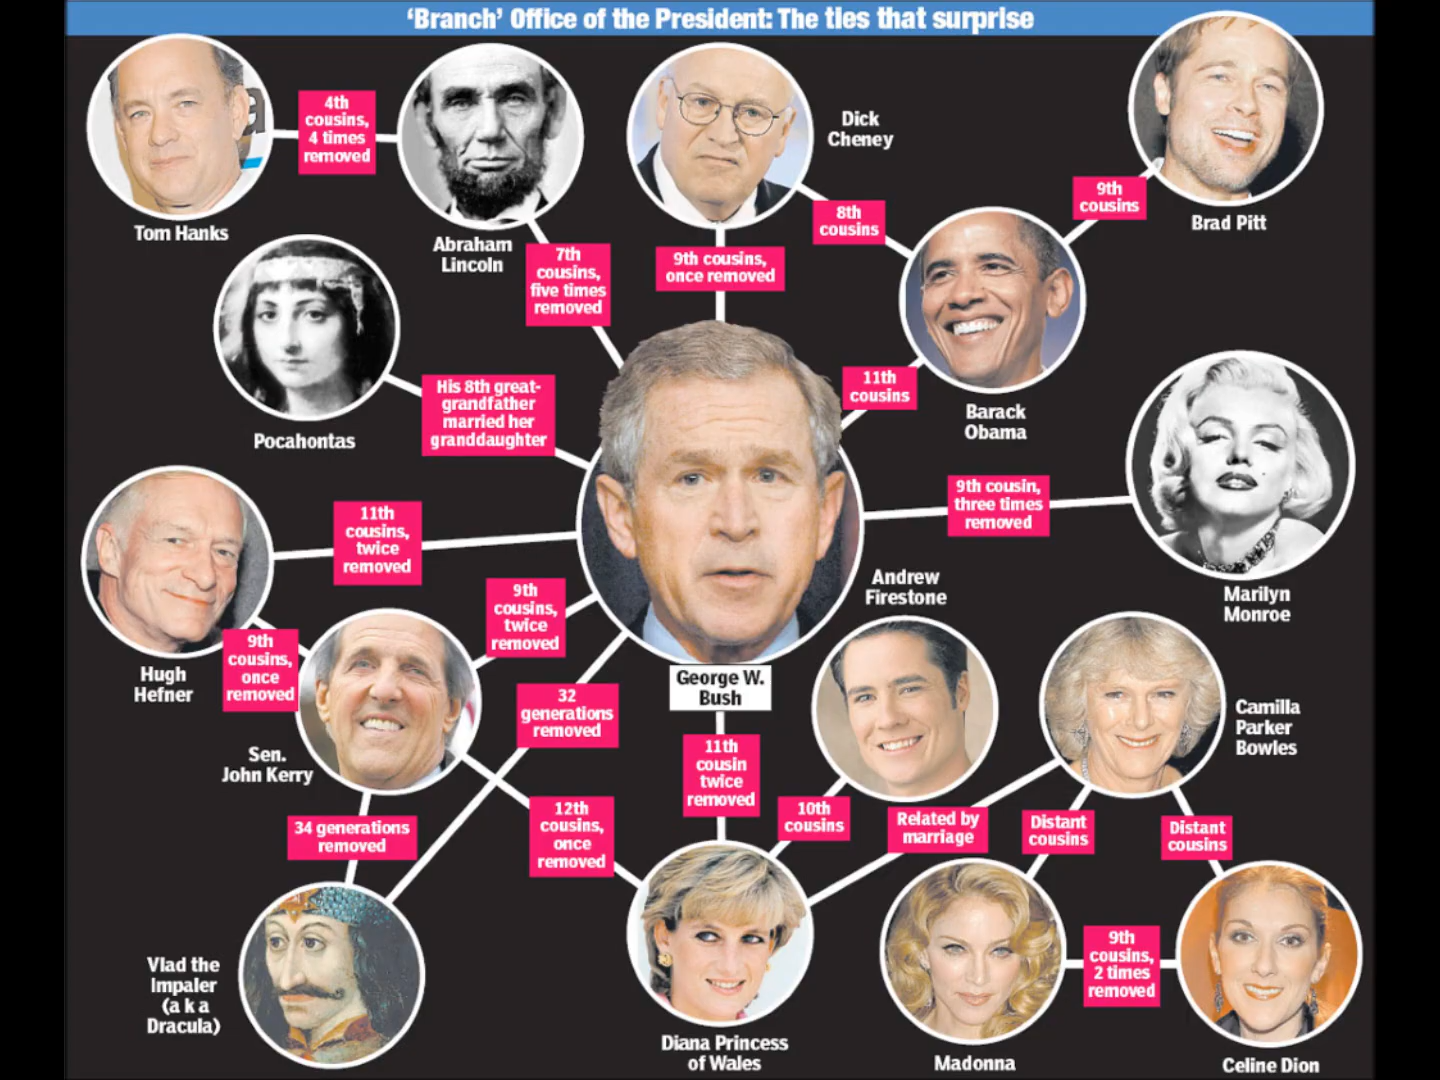 'Branch' Office of the President: The ties that surprise
4th
cousins,
4 times
removed
Tom Hanks
Abraham
Lincoln
7th
cousins,
five times
removed
Dick
Cheney
9th cousins,
once removed
8th
cousins
9th
cousins
Brad Pitt
Barack
Obama
11th
cousins
Pocahontas
His 8th great-
grandfather
married her
granddaughter
9th cousin,
three times
removed
Marilyn
Monroe
11th
cousins,
twice
removed
Hugh
Hefner
9th
cousins,
once
removed
9th
cousins,
twice
removed
Sen.
John Kerry
32
generations
removed
George W.
Bush
Andrew
Firestone
Camilla
Parker
Bowles
34 generations
removed
12th
cousins,
once
removed
11th
cousin
twice
removed
10th
cousins
Related by
marriage
Distant
cousins
Distant
cousins
Vlad the
Impaler
(a k a
Dracula)
Diana Princess
of Wales
Madonna
9th
cousins,
2 times
removed
Celine Dion